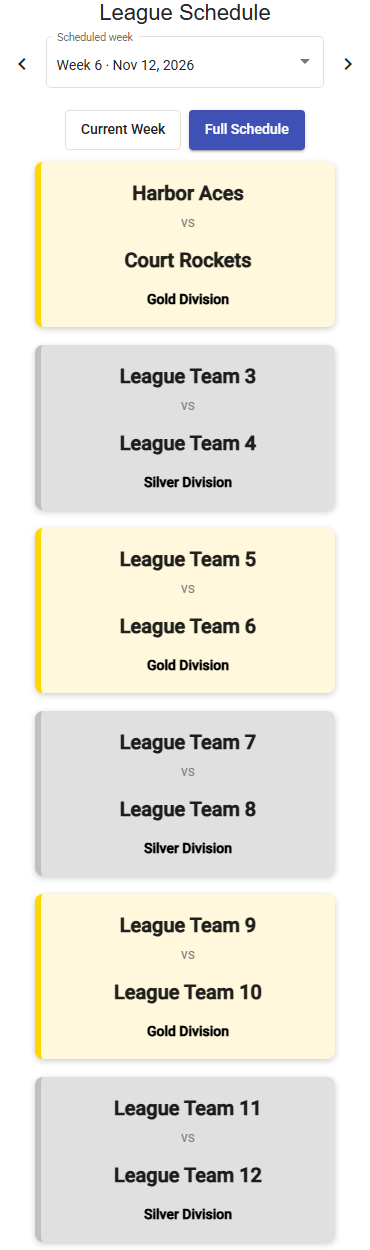 League Schedule
Scheduled week
Week 6 · Nov 12, 2026
Current Week
Full Schedule
Harbor Aces
vs
Court Rockets
Gold Division
League Team 3
vs
League Team 4
Silver Division
League Team 5
vs
League Team 6
Gold Division
League Team 7
vs
League Team 8
Silver Division
League Team 9
vs
League Team 10
Gold Division
League Team 11
vs
League Team 12
Silver Division